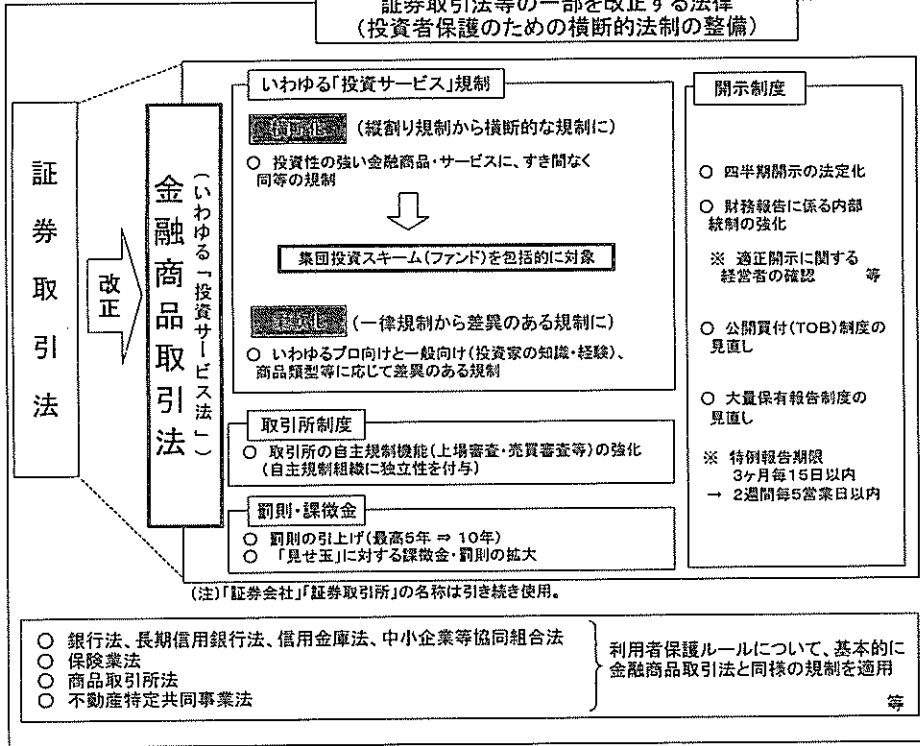 証券取引法等の一部を改正する法律
(投資者保護のための横断的法制の整備)
証券取引法
改正
金融商品取引法
(いわゆる「投資サービス法」)
いわゆる「投資サービス」規制
横断化 (縦割り規制から横断的な規制に)
○ 投資性の強い金融商品・サービスに、すき間なく
同等の規制
集団投資スキーム(ファンド)を包括的に対象
柔軟化 (一律規制から差異のある規制に)
○ いわゆるプロ向けと一般向け(投資家の知識・経験)、
商品類型等に応じて差異のある規制
取引所制度
○ 取引所の自主規制機能(上場審査・売買審査等)の強化
(自主規制組織に独立性を付与)
罰則・課徴金
○ 罰則の引上げ(最高5年 ⇒ 10年)
○ 「見せ玉」に対する課徴金・罰則の拡大
開示制度
○ 四半期開示の法定化
○ 財務報告に係る内部
統制の強化
※ 適正開示に関する
経営者の確認 等
○ 公開買付(TOB)制度の
見直し
○ 大量保有報告制度の
見直し
※ 特例報告期限
3ヶ月毎15日以内
→ 2週間毎5営業日以内
(注)「証券会社」「証券取引所」の名称は引き続き使用。
○ 銀行法、長期信用銀行法、信用金庫法、中小企業等協同組合法
○ 保険業法
○ 商品取引所法
○ 不動産特定共同事業法
利用者保護ルールについて、基本的に
金融商品取引法と同様の規制を適用
等